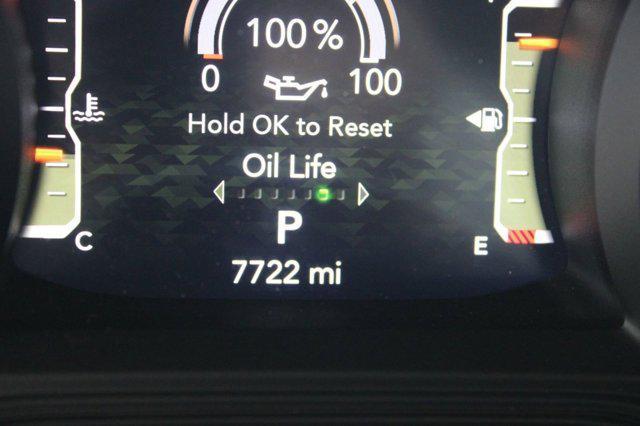 100 %
0 100
Hold OK to Reset
Oil Life
P
C E
7722 mi